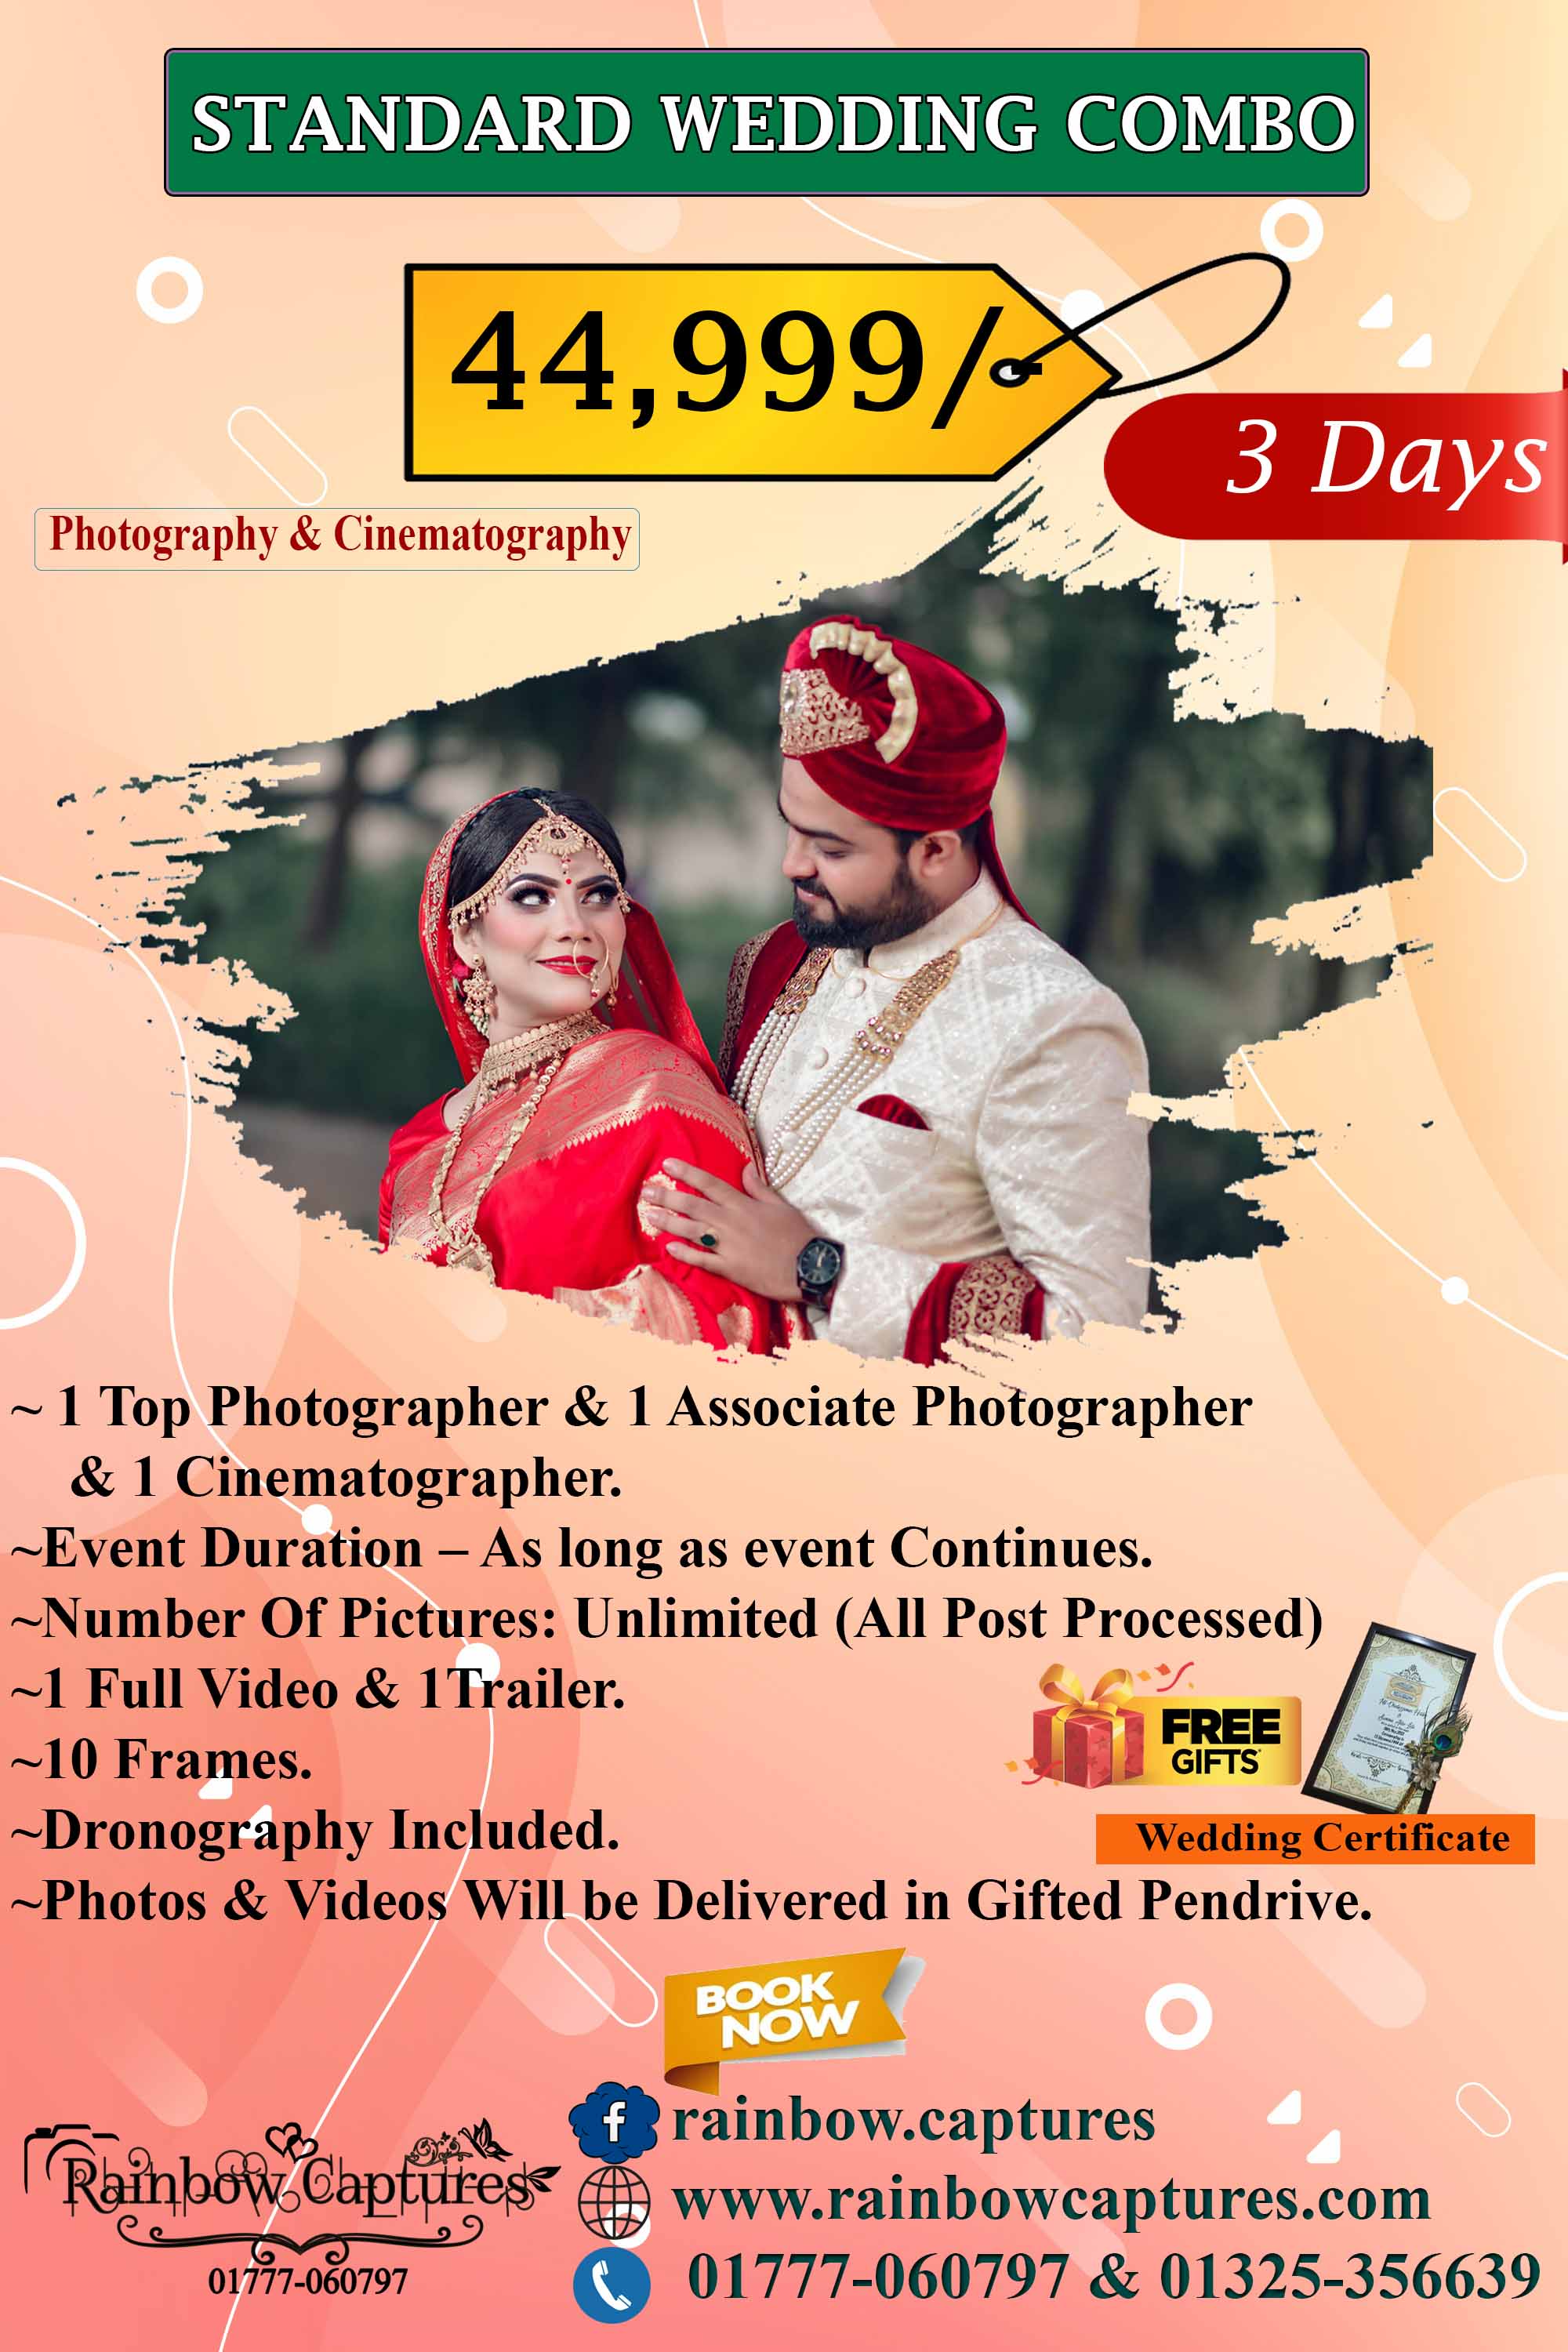 STANDARD WEDDING COMBO
44,999/-
3 Days
Photography & Cinematography
~ 1 Top Photographer & 1 Associate Photographer
& 1 Cinematographer.
~Event Duration – As long as event Continues.
~Number Of Pictures: Unlimited (All Post Processed)
~1 Full Video & 1Trailer.
~10 Frames.
~Dronography Included.
~Photos & Videos Will be Delivered in Gifted Pendrive.
FREE
GIFTS
Wedding Certificate
BOOK
NOW
Rainbow Captures
01777-060797
f
rainbow.captures
www.rainbowcaptures.com
01777-060797 & 01325-356639